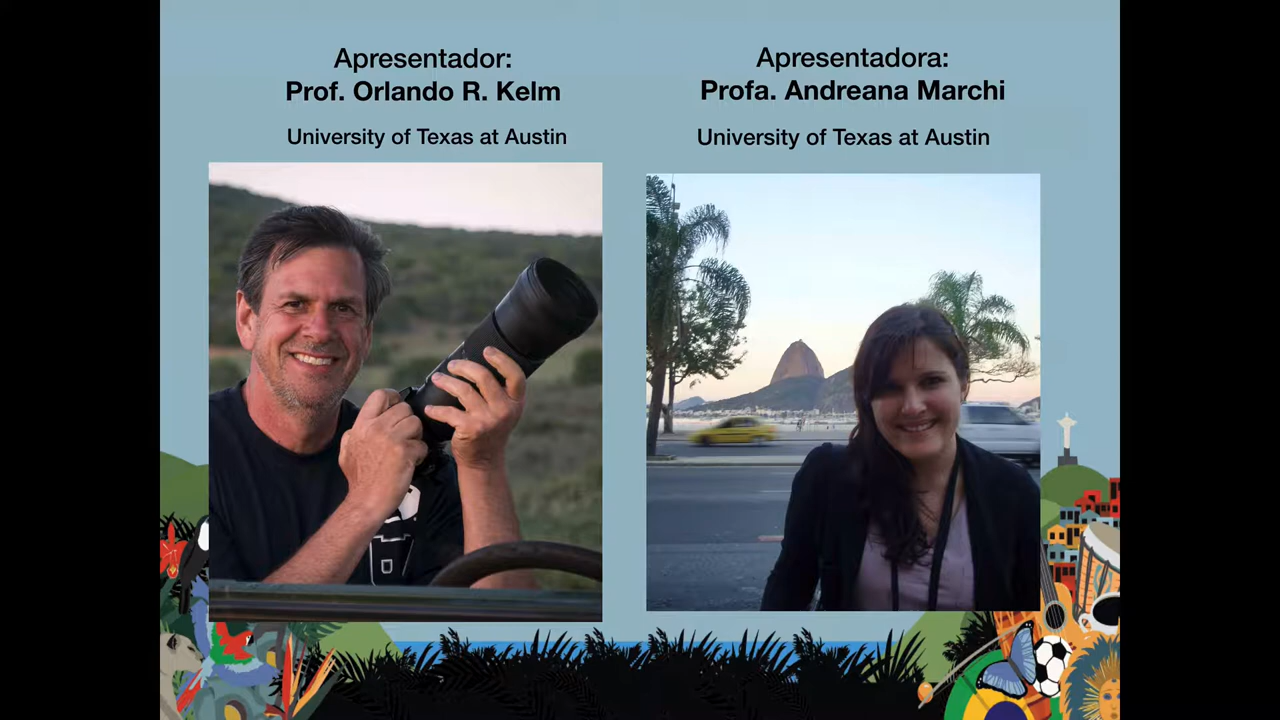 Apresentador:
Prof. Orlando R. Kelm
University of Texas at Austin
Apresentadora:
Profa. Andreana Marchi
University of Texas at Austin